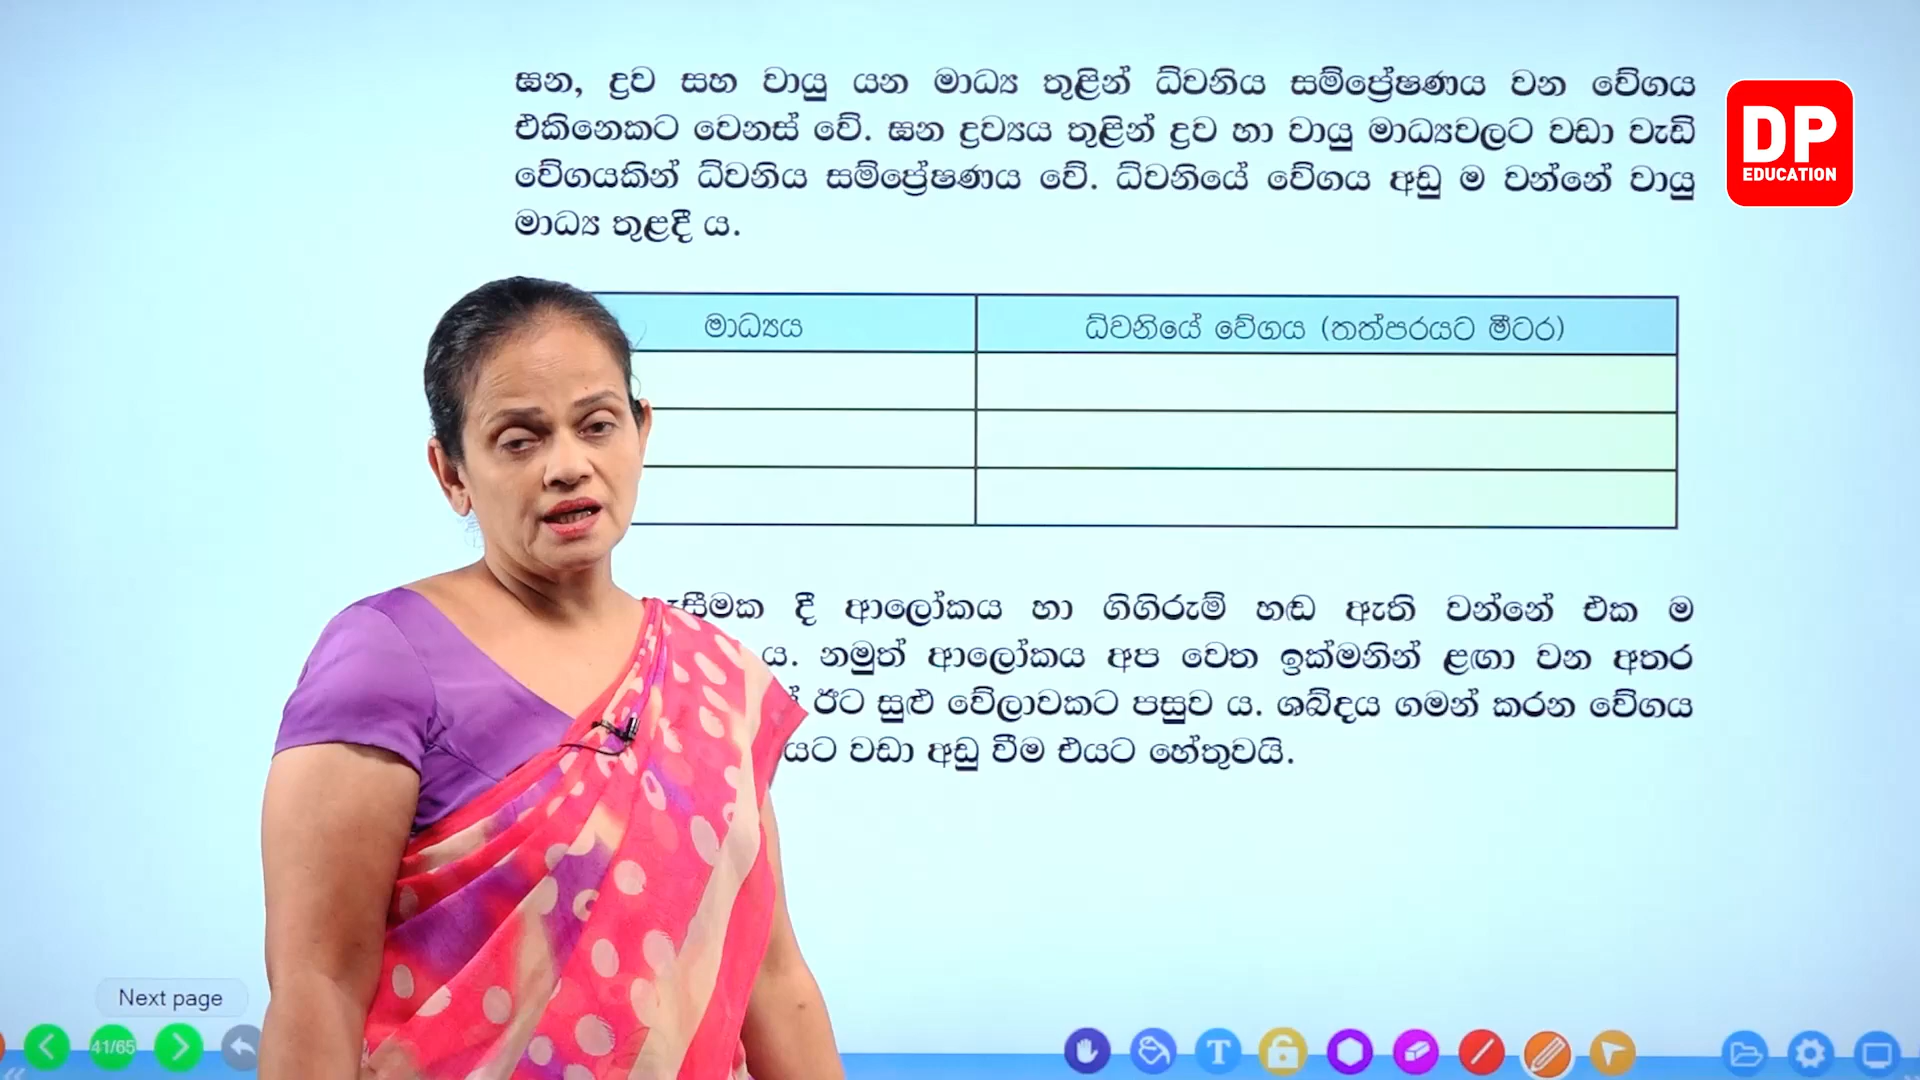 ඝන, ද්‍රව සහ වායු යන මාධ්‍ය තුළින් ධ්වනිය සම්ප්‍රේෂණය වන වේගය
එකිනෙකට වෙනස් වේ. ඝන ද්‍රව්‍යය තුළින් ද්‍රව හා වායු මාධ්‍යවලට වඩා වැඩි
වේගයකින් ධ්වනිය සම්ප්‍රේෂණය වේ. ධ්වනියේ වේගය අඩු ම වන්නේ වායු
මාධ්‍ය තුළදී ය.
DP
EDUCATION
මාධ්‍යය ධ්වනියේ වේගය (තත්පරයට මීටර)
දී ආලෝකය හා ගිගිරුම් හඬ ඇති වන්නේ එක ම
ය. නමුත් ආලෝකය අප වෙත ඉක්මනින් ළඟා වන අතර
ඊට සුළු වේලාවකට පසුව ය. ශබ්දය ගමන් කරන වේගය
වඩා අඩු වීම එයට හේතුවයි.
Next page
41/65
T